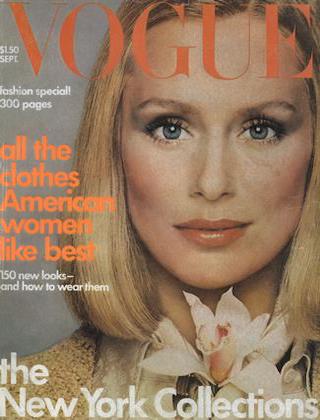 VOGUE
$1.50
SEPT.
fashion special!
300 pages
all the
clothes
American
women
like best
150 new looks–
and how to wear them
the
New York Collections